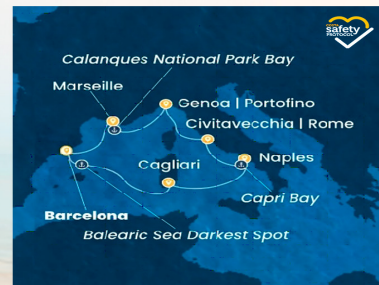 safety
PROTOCOL
Calanques National Park Bay
Marseille
Genoa | Portofino
Civitavecchia | Rome
Naples
Cagliari
Capri Bay
Barcelona
Balearic Sea Darkest Spot